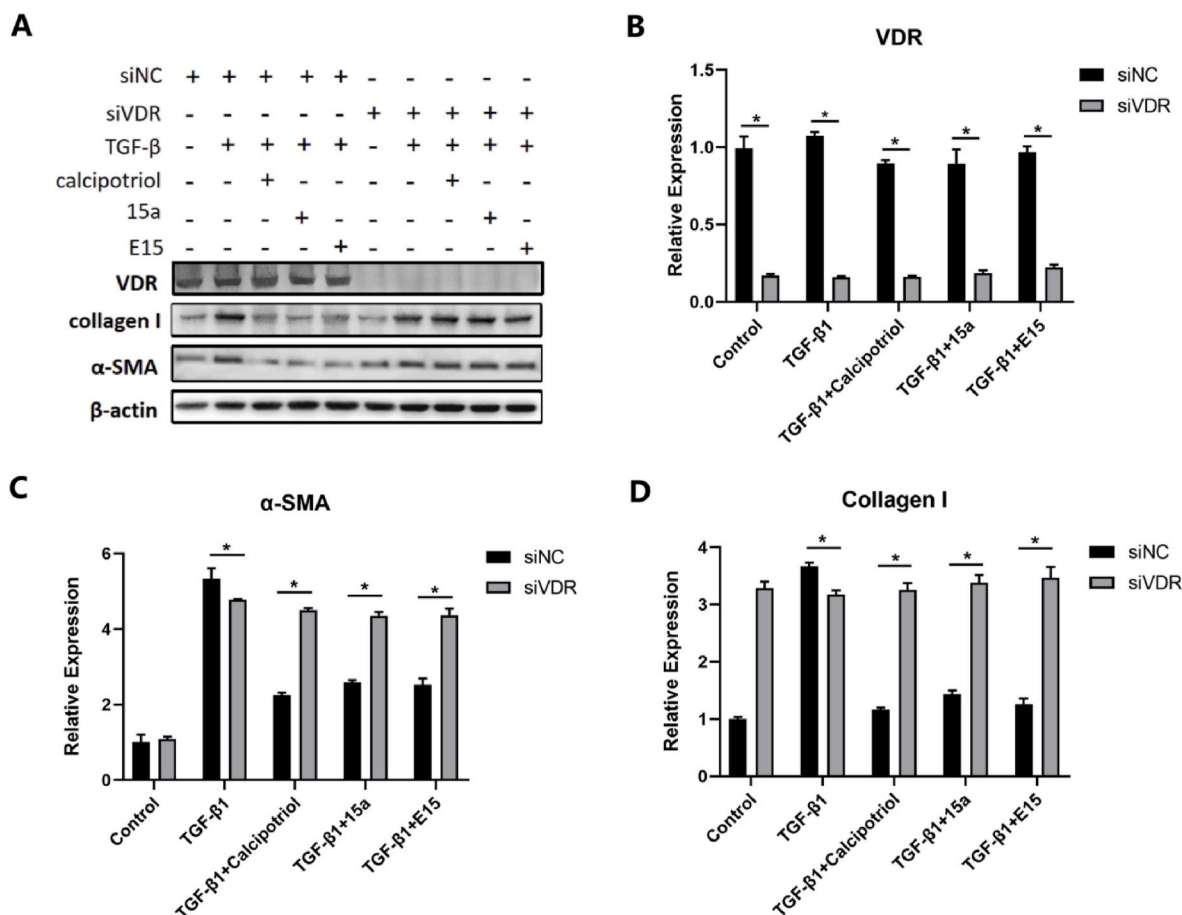 A
siNC + + + + + - - - - -
siVDR - - - - - + + + + +
TGF-β - + + + + - + + + +
calcipotriol - - + - - - - + - -
15a - - - + - - - - + -
E15 - - - - + - - - - +
VDR
collagen I
α-SMA
β-actin
B
VDR
Relative Expression
1.5
1.0
0.5
0.0
* * * * *
siNC
siVDR
Control
TGF-β1
TGF-β1+Calcipotriol
TGF-β1+15a
TGF-β1+E15
C
α-SMA
Relative Expression
6
4
2
0
* * * *
siNC
siVDR
Control
TGF-β1
TGF-β1+Calcipotriol
TGF-β1+15a
TGF-β1+E15
D
Collagen I
Relative Expression
4
3
2
1
0
* * * *
siNC
siVDR
Control
TGF-β1
TGF-β1+Calcipotriol
TGF-β1+15a
TGF-β1+E15